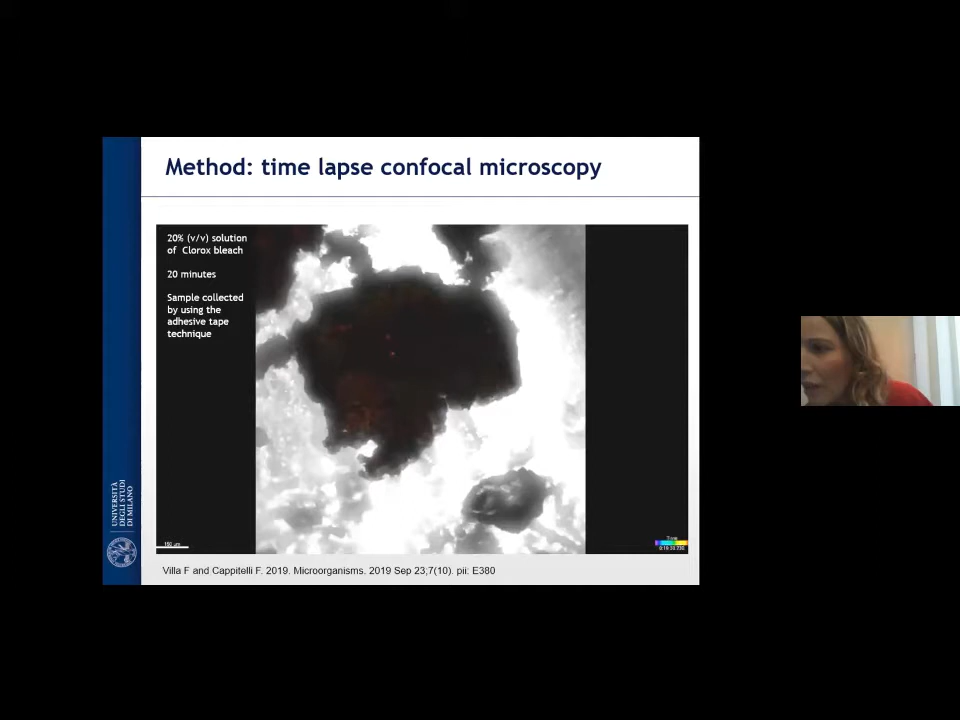 Method: time lapse confocal microscopy
20% (v/v) solution
of Clorox bleach
20 minutes
Sample collected
by using the
adhesive tape
technique
UNIVERSITÀ
DEGLI STUDI
DI MILANO
Time
Villa F and Cappitelli F. 2019. Microorganisms. 2019 Sep 23;7(10). pii: E380